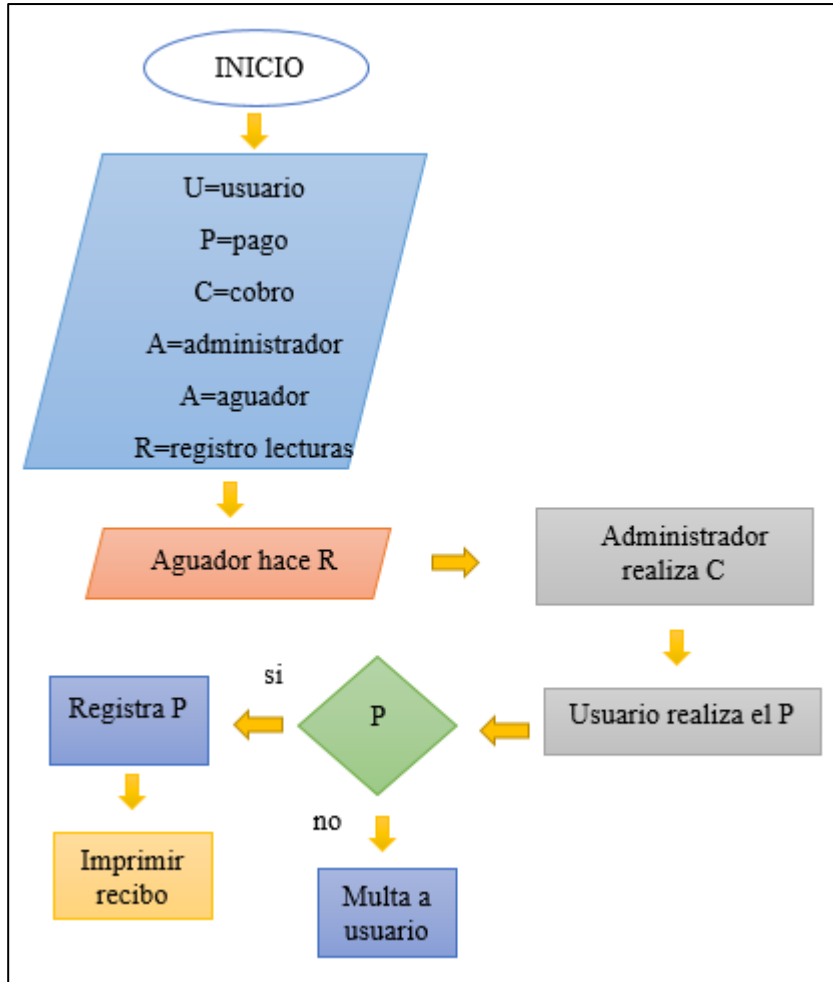 INICIO
U=usuario
P=pago
C=cobro
A=administrador
A=aguador
R=registro lecturas
Aguador hace R
Administrador
realiza C
Usuario realiza el P
P
si
Registra P
Imprimir
recibo
no
Multa a
usuario